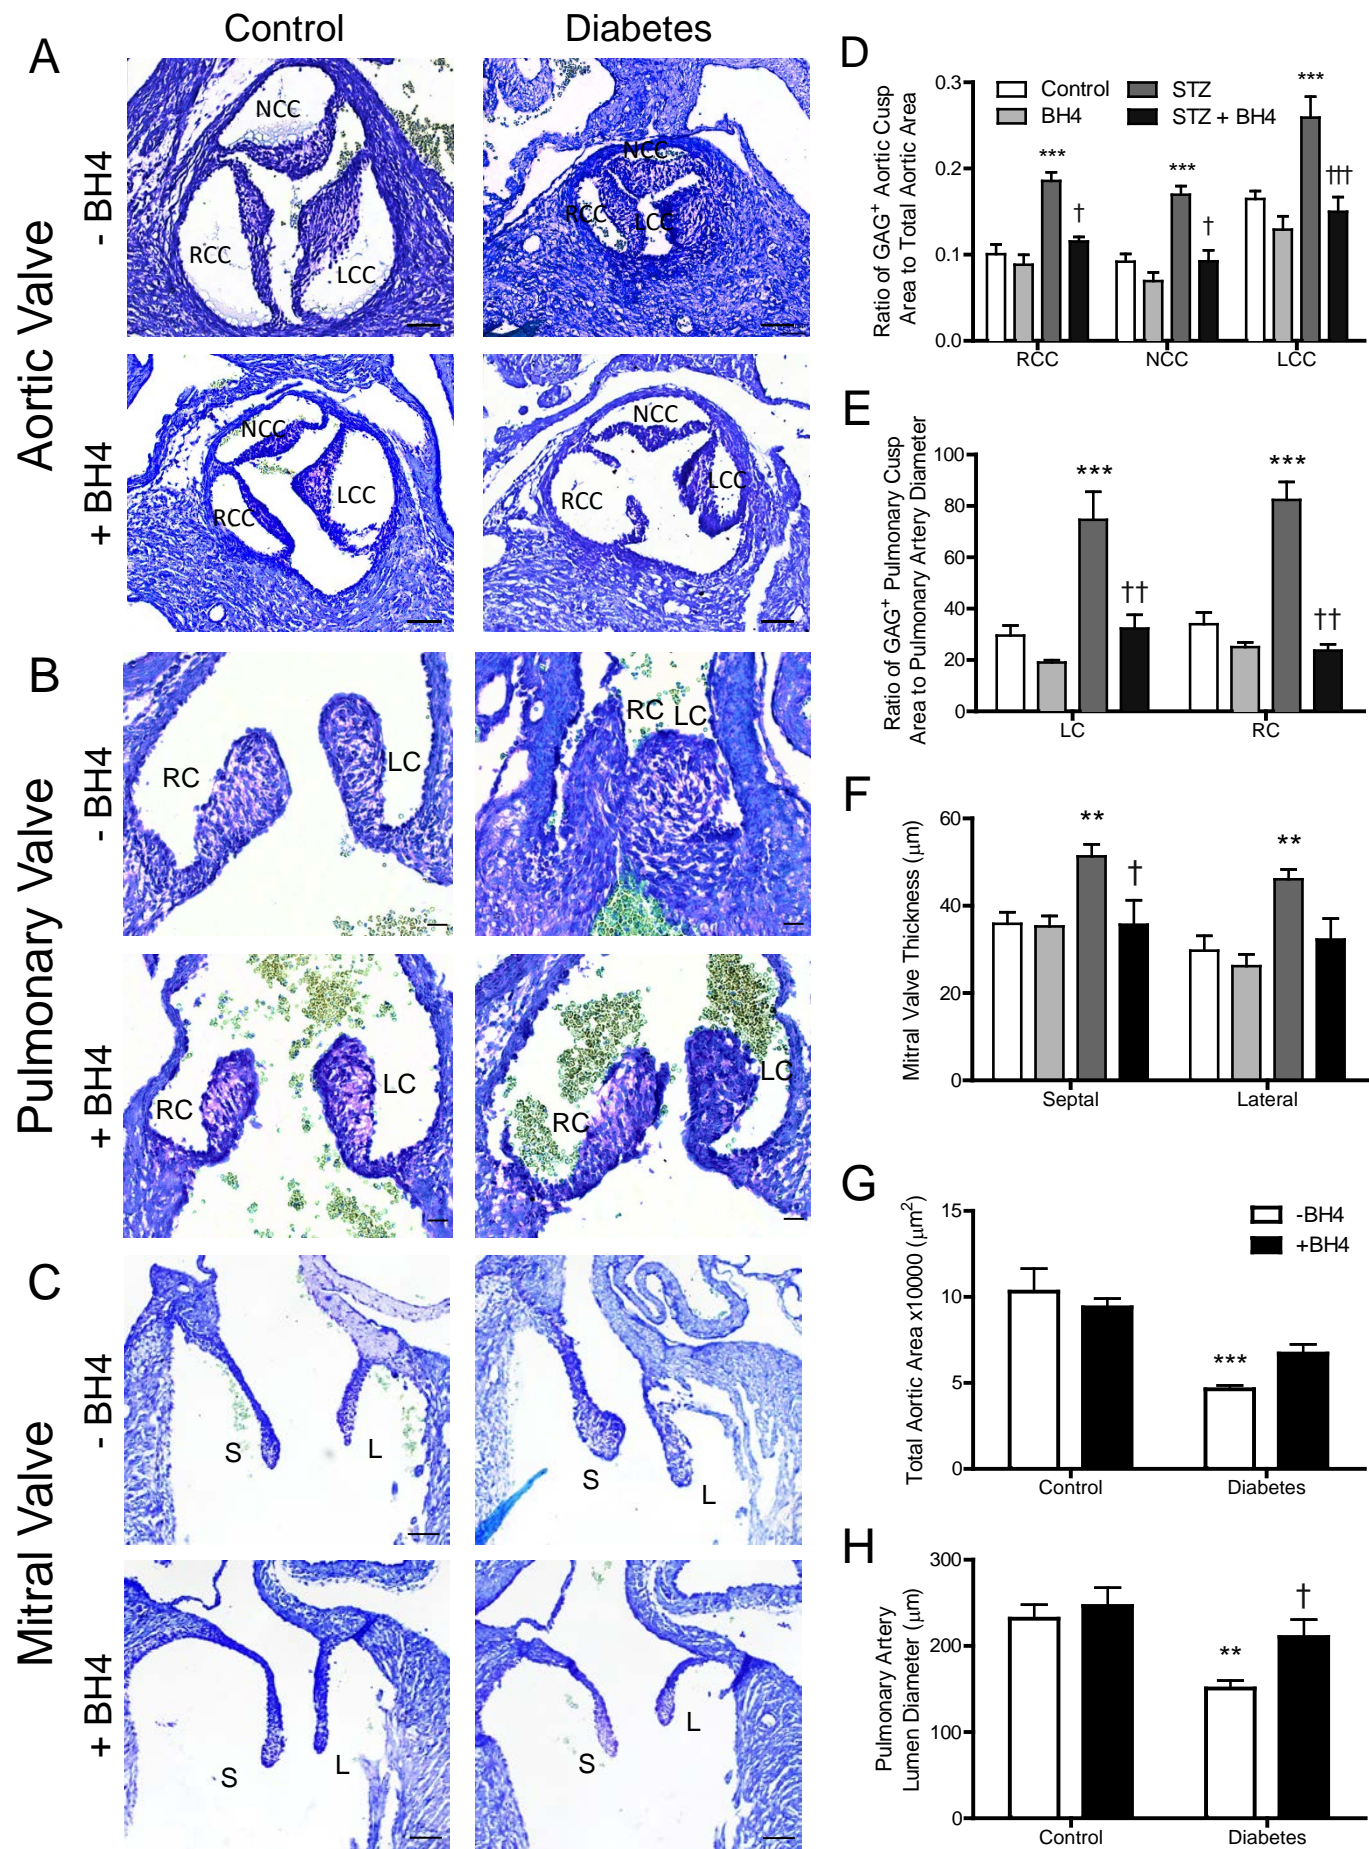 Control
Diabetes
A
Aortic Valve
- BH4
NCC
RCC
LCC
NCC
RCC
LCC
+ BH4
NCC
RCC
LCC
NCC
RCC
LCC
B
Pulmonary Valve
- BH4
RC
LC
RC LC
+ BH4
RC
LC
RC
LC
C
Mitral Valve
- BH4
S
L
S
L
+ BH4
S
L
S
L
D
Ratio of GAG⁺ Aortic Cusp
Area to Total Aortic Area
0.3
0.2
0.1
0.0
Control
BH4
STZ
STZ + BH4
***
†
***
†
***
†††
RCC
NCC
LCC
E
Ratio of GAG⁺ Pulmonary Cusp
Area to Pulmonary Artery Diameter
100
80
60
40
20
0
***
††
***
††
LC
RC
F
Mitral Valve Thickness (μm)
60
40
20
0
**
†
**
Septal
Lateral
G
Total Aortic Area x10000 (μm²)
15
10
5
0
-BH4
+BH4
***
Control
Diabetes
H
Pulmonary Artery
Lumen Diameter (μm)
300
200
100
0
**
†
Control
Diabetes